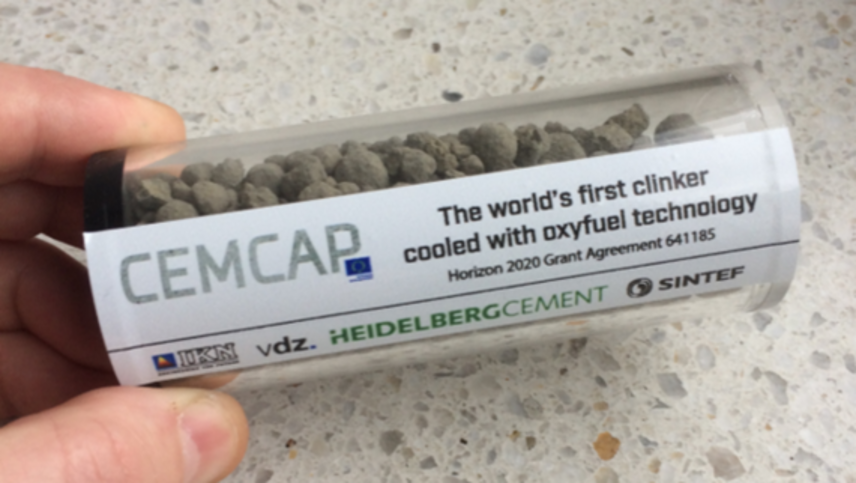 CEMCAP
The world's first clinker
cooled with oxyfuel technology
Horizon 2020 Grant Agreement 641185
IKN
vdz.
HEIDELBERGCEMENT
SINTEF